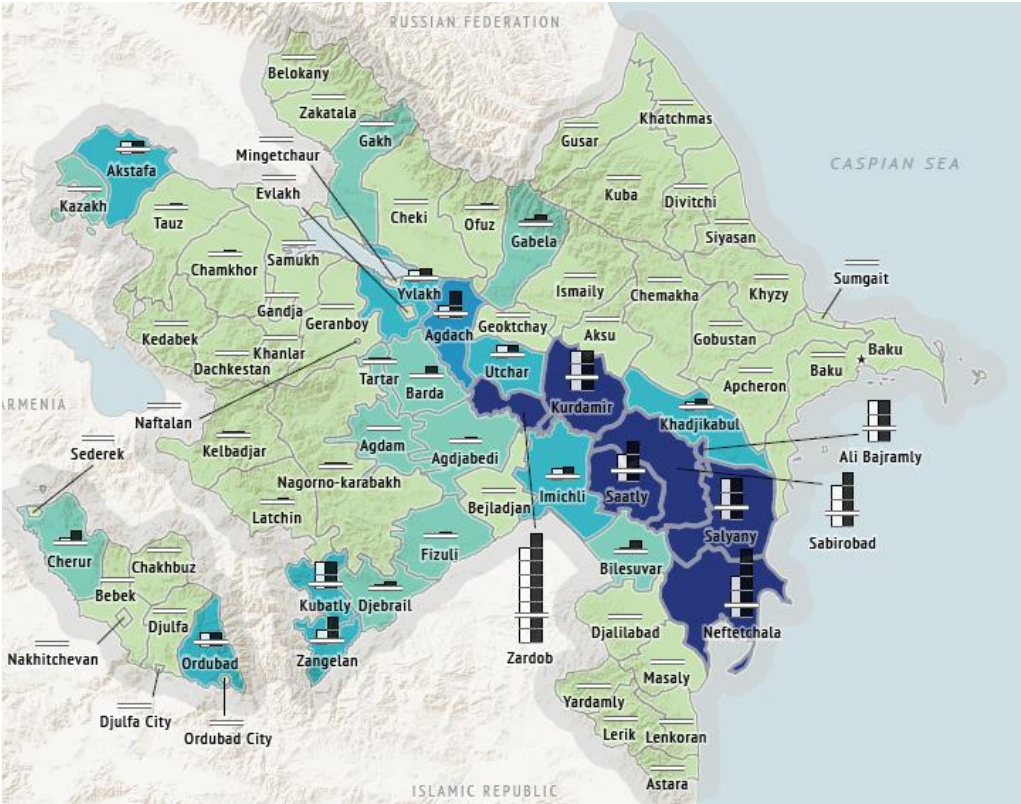 RUSSIAN FEDERATION
Belokany
Zakatala
Khatchmas
Gakh
Gusar
Mingetchaur
CASPIAN SEA
Akstafa
Evlakh
Kuba
Divitchi
Kazakh
Tauz
Cheki
Ofuz
Gabela
Siyasan
Samukh
Chamkhor
Sumgait
Yvlakh
Ismaily
Chemakha
Khyzy
Gandja
Geranboy
Agdach
Geoktchay
Aksu
Gobustan
Kedabek
Khanlar
Baku
Dachkestan
Utchar
Baku
Tartar
Apcheron
Barda
Kurdamir
ARMENIA
Naftalan
Khadjikabul
Agdam
Kelbadjar
Agdjabedi
Ali Bajramly
Sederek
Nagorno-karabakh
Imichli
Saatly
Bejladjan
Latchin
Salyany
Sabirobad
Fizuli
Cherur
Chakhbuz
Bilesuvar
Bebek
Kubatly
Djebrail
Djulfa
Djalilabad
Neftetchala
Nakhitchevan
Ordubad
Zangelan
Zardob
Masaly
Yardamly
Djulfa City
Ordubad City
Lerik
Lenkoran
Astara
ISLAMIC REPUBLIC